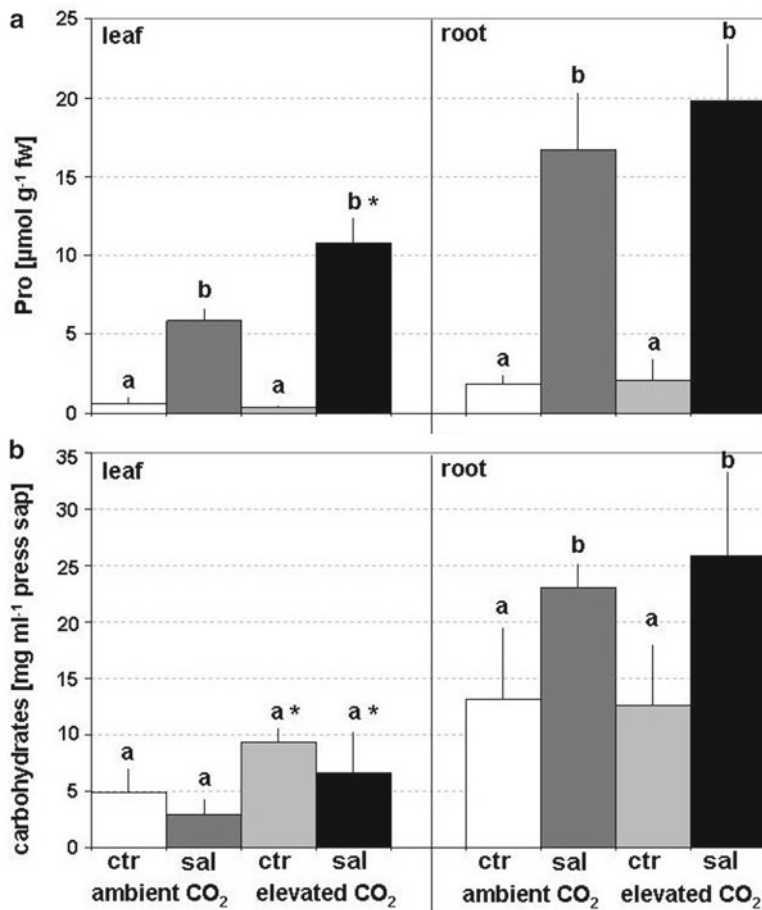 a
leaf
root
Pro [µmol g⁻¹ fw]
25
20
15
10
5
0
a
b
a
b *
a
b
a
b
b
leaf
root
carbohydrates [mg ml⁻¹ press sap]
35
30
25
20
15
10
5
0
a
a
a *
a *
a
b
a
b
ctr sal ctr sal ctr sal ctr sal
ambient CO₂ elevated CO₂ ambient CO₂ elevated CO₂